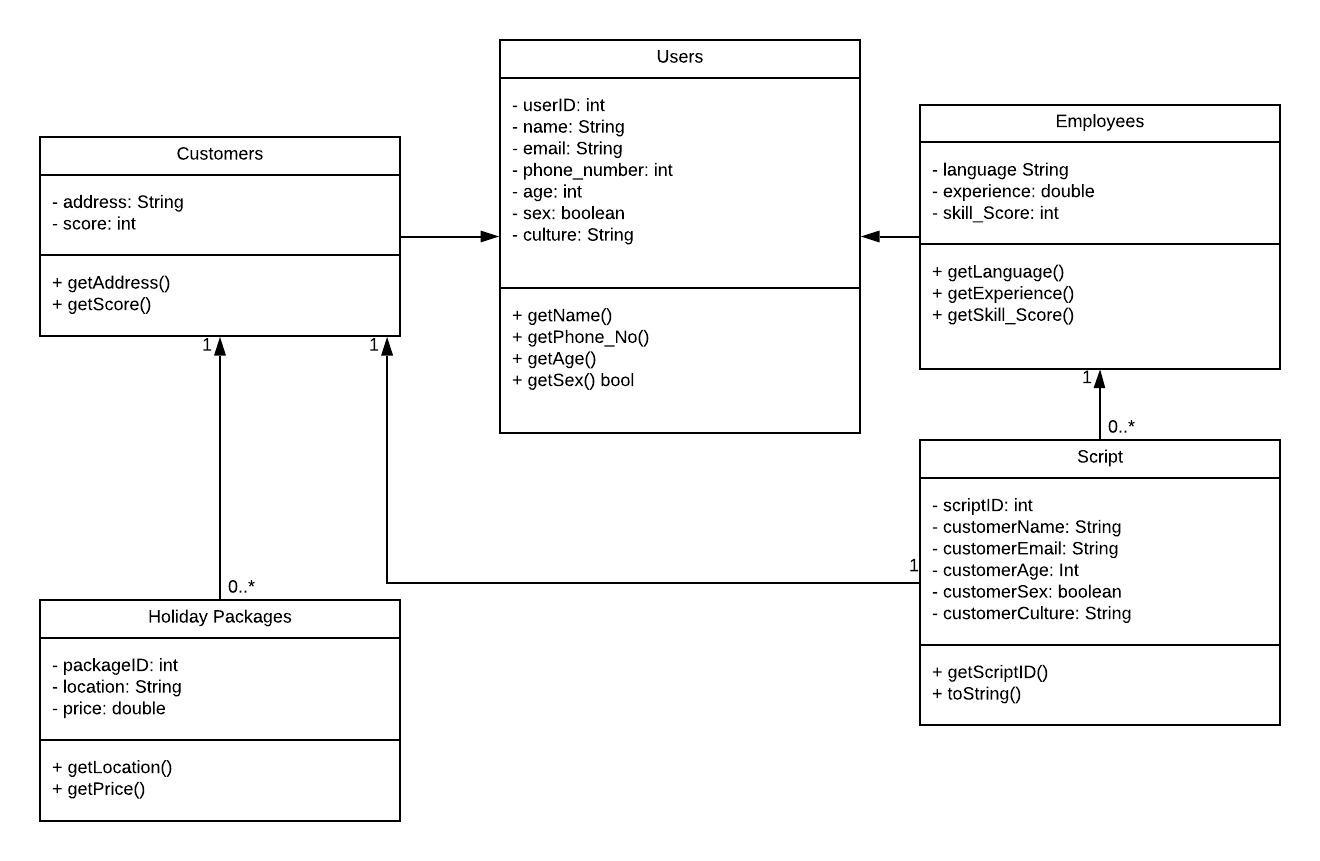 Users
- userID: int
- name: String
- email: String
- phone_number: int
- age: int
- sex: boolean
- culture: String
+ getName()
+ getPhone_No()
+ getAge()
+ getSex() bool
Customers
- address: String
- score: int
+ getAddress()
+ getScore()
1
1
Employees
- language String
- experience: double
- skill_Score: int
+ getLanguage()
+ getExperience()
+ getSkill_Score()
1
0..*
Script
- scriptID: int
- customerName: String
- customerEmail: String
- customerAge: Int
- customerSex: boolean
- customerCulture: String
+ getScriptID()
+ toString()
1
0..*
Holiday Packages
- packageID: int
- location: String
- price: double
+ getLocation()
+ getPrice()